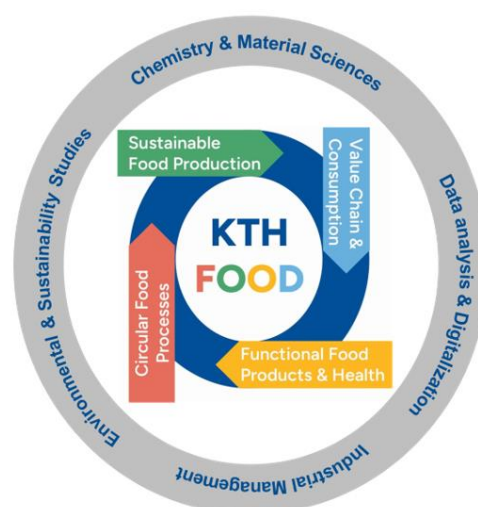 Chemistry & Material Sciences
Sustainable
Food Production
Value Chain &
Consumption
KTH
FOOD
Circular Food
Processes
Functional Food
Products & Health
Environmental & Sustainability Studies
Data analysis & Digitalization
Industrial Management